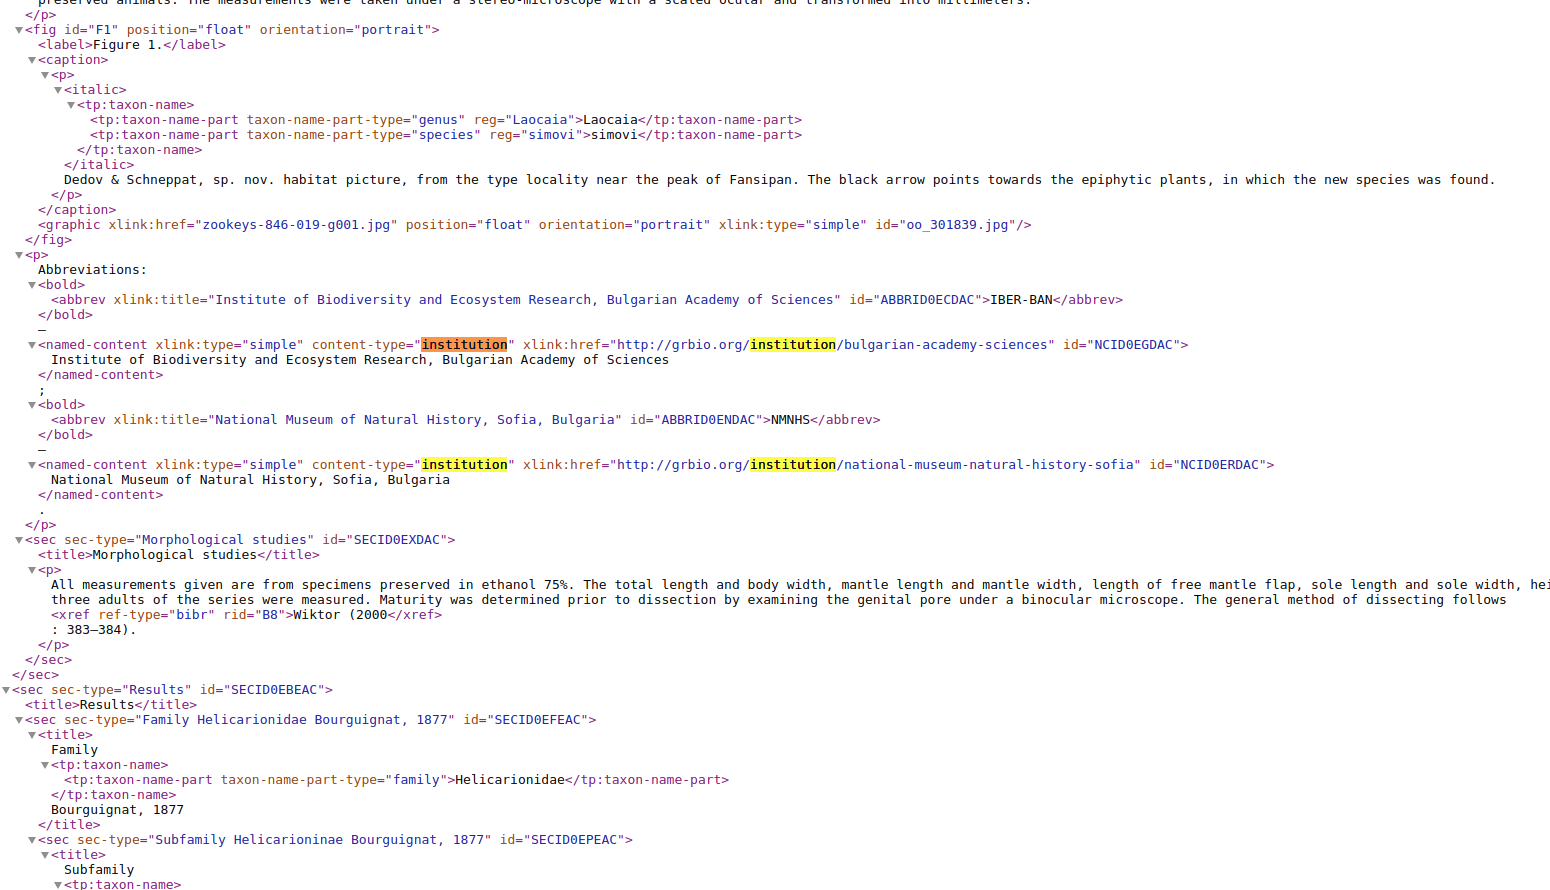 preserved animals. The measurements were taken under a stereo-microscope with a scaled ocular and transformed into millimeters.
</p>
▼<fig id="F1" position="float" orientation="portrait">
<label>Figure 1.</label>
▼<caption>
▼<p>
▼<italic>
▼<tp:taxon-name>
<tp:taxon-name-part taxon-name-part-type="genus" reg="Laocaia">Laocaia</tp:taxon-name-part>
<tp:taxon-name-part taxon-name-part-type="species" reg="simovi">simovi</tp:taxon-name-part>
</tp:taxon-name>
</italic>
Dedov & Schneppat, sp. nov. habitat picture, from the type locality near the peak of Fansipan. The black arrow points towards the epiphytic plants, in which the new species was found.
</p>
</caption>
<graphic xlink:href="zookeys-846-019-g001.jpg" position="float" orientation="portrait" xlink:type="simple" id="oo_301839.jpg"/>
</fig>
▼<p>
Abbreviations:
▼<bold>
<abbrev xlink:title="Institute of Biodiversity and Ecosystem Research, Bulgarian Academy of Sciences" id="ABBRID0ECDAC">IBER-BAN</abbrev>
</bold>
–
▼<named-content xlink:type="simple" content-type="institution" xlink:href="http://grbio.org/institution/bulgarian-academy-sciences" id="NCID0EGDAC">
Institute of Biodiversity and Ecosystem Research, Bulgarian Academy of Sciences
</named-content>
;
▼<bold>
<abbrev xlink:title="National Museum of Natural History, Sofia, Bulgaria" id="ABBRID0ENDAC">NMNHS</abbrev>
</bold>
–
▼<named-content xlink:type="simple" content-type="institution" xlink:href="http://grbio.org/institution/national-museum-natural-history-sofia" id="NCID0ERDAC">
National Museum of Natural History, Sofia, Bulgaria
</named-content>
.
</p>
▼<sec sec-type="Morphological studies" id="SECID0EXDAC">
<title>Morphological studies</title>
▼<p>
All measurements given are from specimens preserved in ethanol 75%. The total length and body width, mantle length and mantle width, length of free mantle flap, sole length and sole width, hei
three adults of the series were measured. Maturity was determined prior to dissection by examining the genital pore under a binocular microscope. The general method of dissecting follows
<xref ref-type="bibr" rid="B8">Wiktor (2000</xref>
: 383–384).
</p>
</sec>
</sec>
▼<sec sec-type="Results" id="SECID0EBEAC">
<title>Results</title>
▼<sec sec-type="Family Helicarionidae Bourguignat, 1877" id="SECID0EFEAC">
▼<title>
Family
▼<tp:taxon-name>
<tp:taxon-name-part taxon-name-part-type="family">Helicarionidae</tp:taxon-name-part>
</tp:taxon-name>
Bourguignat, 1877
</title>
▼<sec sec-type="Subfamily Helicarioninae Bourguignat, 1877" id="SECID0EPEAC">
▼<title>
Subfamily
▼<tp:taxon-name>